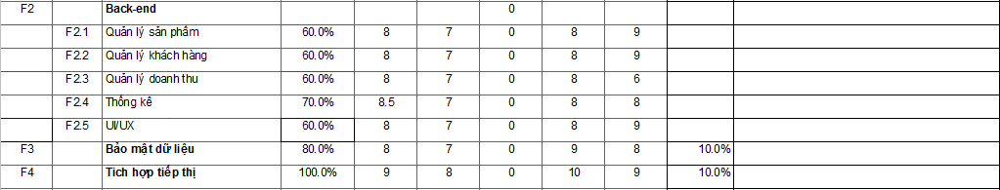 F2 Back-end 0
F2.1 Quản lý sản phẩm 60.0% 8 7 0 8 9
F2.2 Quản lý khách hàng 60.0% 8 7 0 8 9
F2.3 Quản lý doanh thu 60.0% 8 7 0 8 6
F2.4 Thống kê 70.0% 8.5 7 0 8 8
F2.5 UI/UX 60.0% 8 7 0 8 9
F3 Bảo mật dữ liệu 80.0% 8 7 0 9 8 10.0%
F4 Tích hợp tiếp thị 100.0% 9 8 0 10 9 10.0%